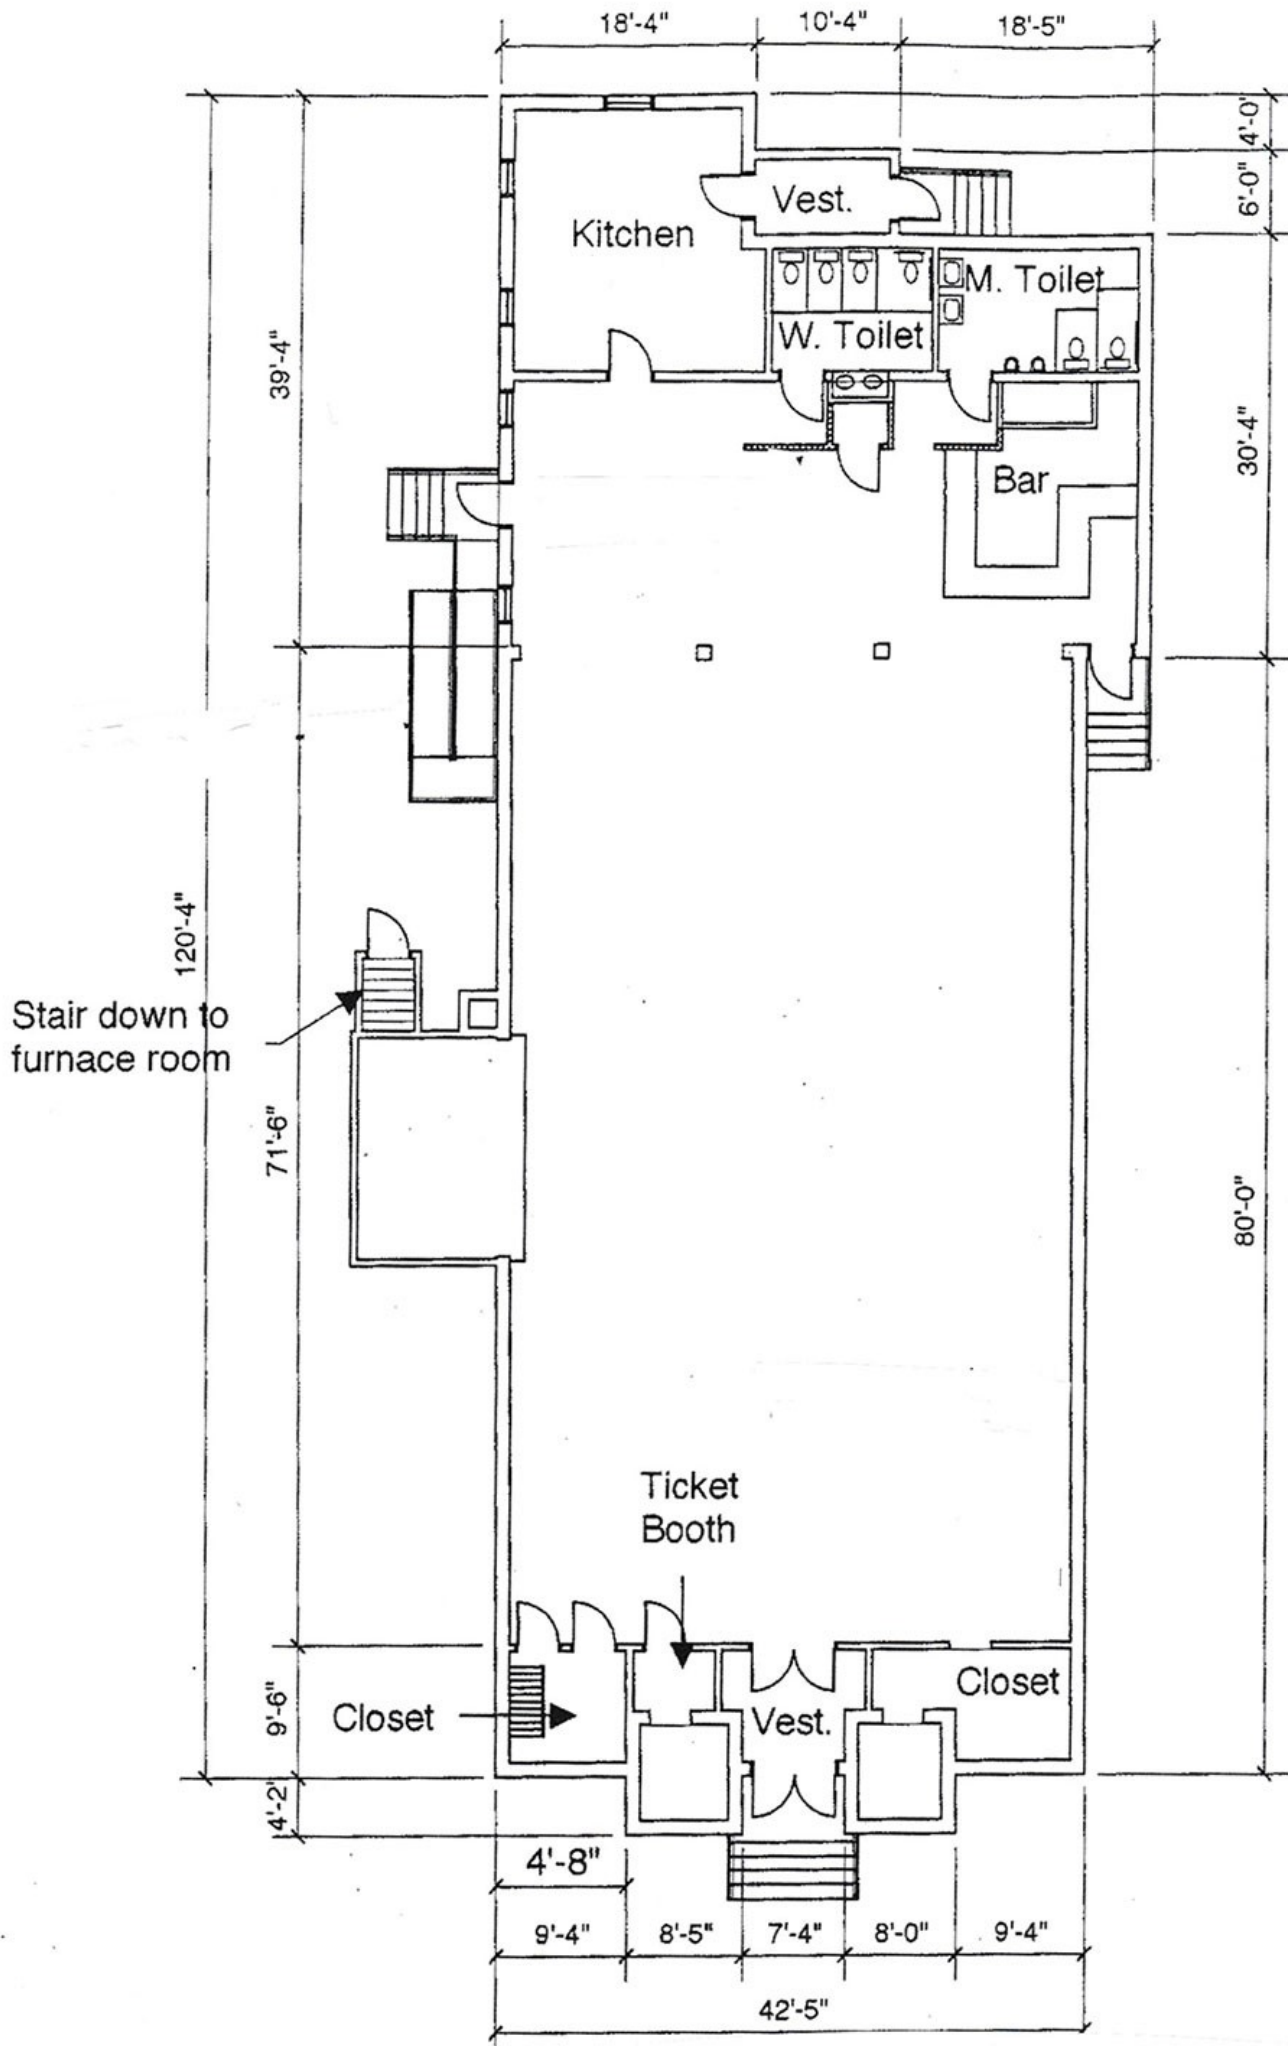 18'-4"
10'-4"
18'-5"
4'-0'
6'-0"
Vest.
Kitchen
M. Toilet
W. Toilet
39'-4"
30'-4"
Bar
120'-4"
Stair down to
furnace room
71'-6"
80'-0"
Ticket
Booth
Closet
9'-6"
Closet
Vest.
4'-2'
4'-8"
9'-4"
8'-5"
7'-4"
8'-0"
9'-4"
42'-5"